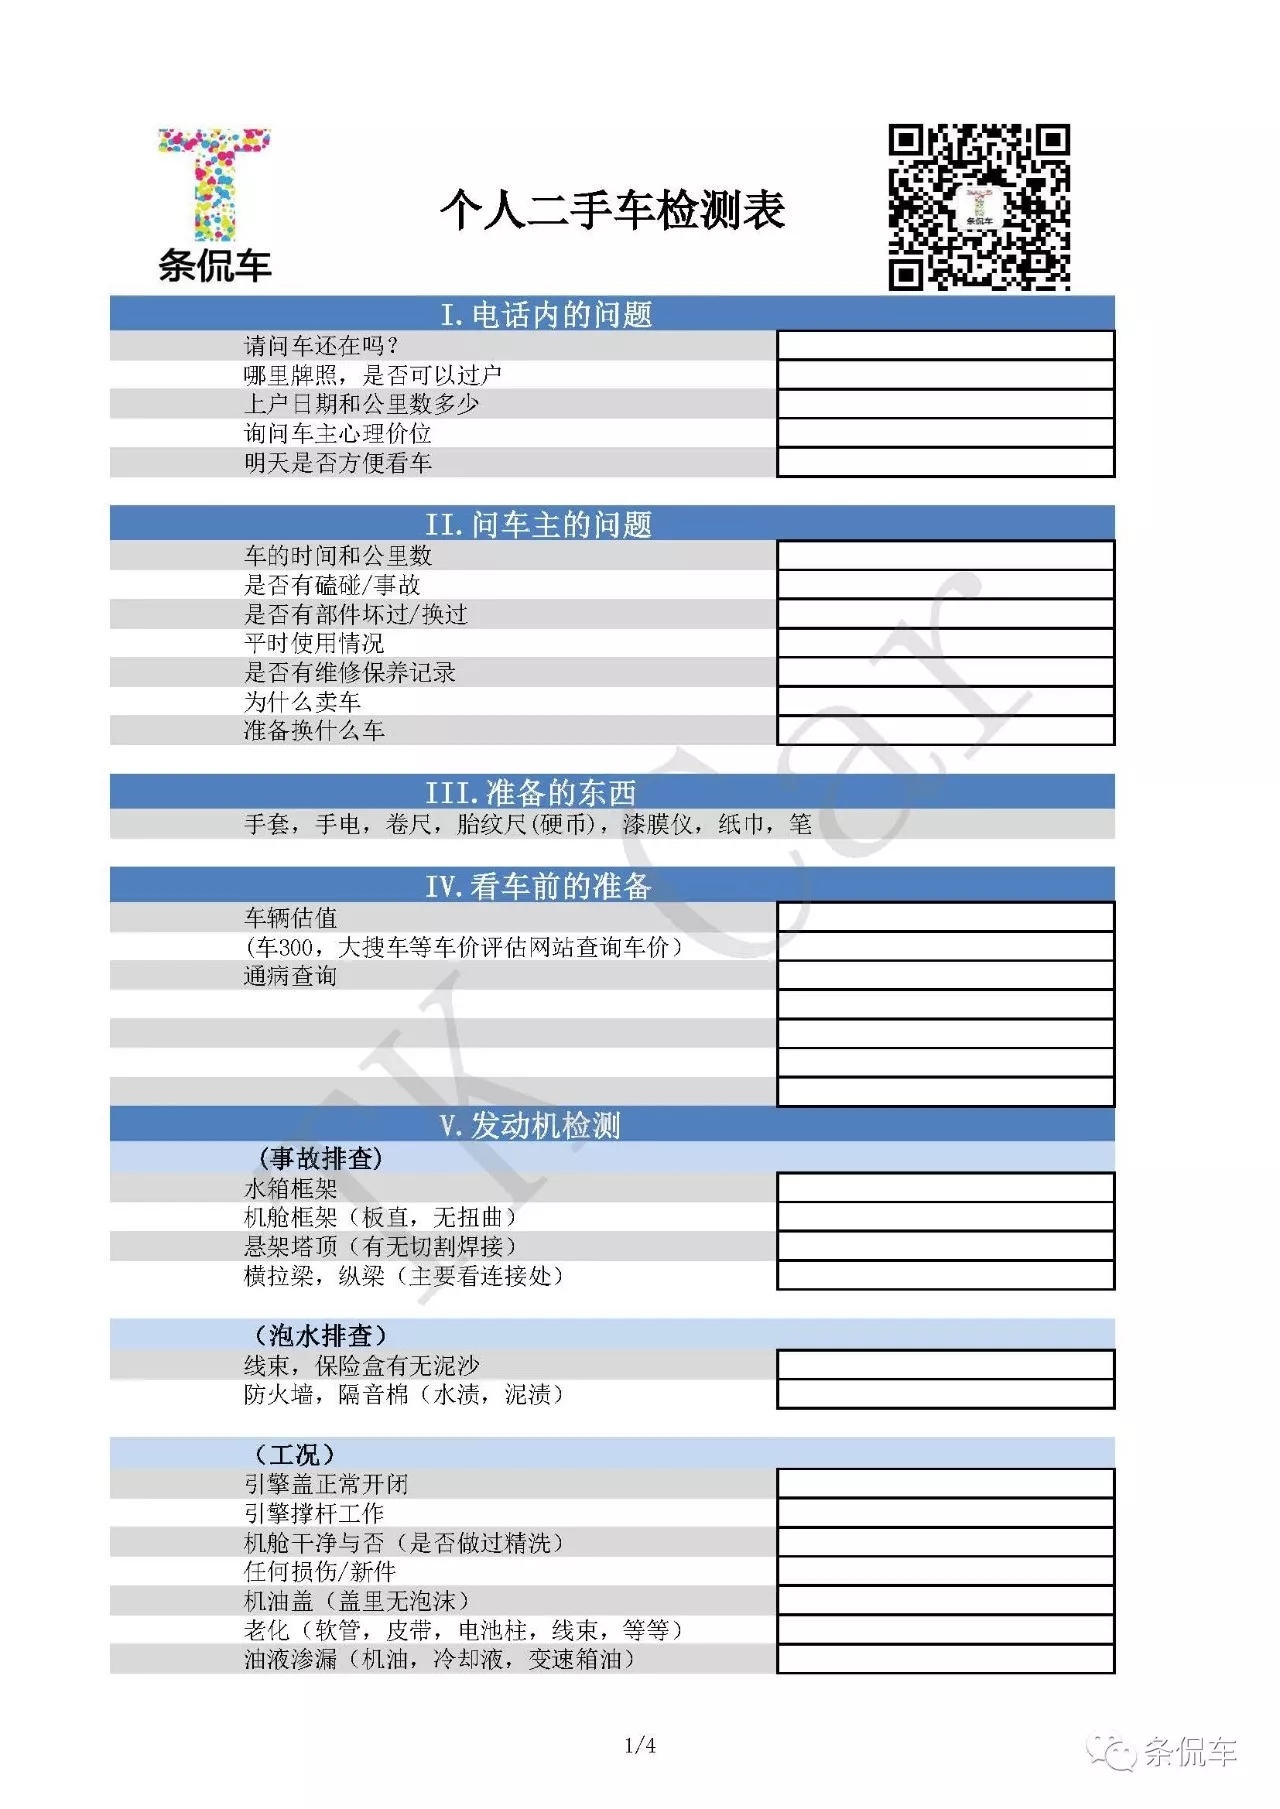 条侃车
个人二手车检测表
条侃车
I.电话内的问题
请问车还在吗?
哪里牌照，是否可以过户
上户日期和公里数多少
询问车主心理价位
明天是否方便看车
II.问车主的问题
车的时间和公里数
是否有磕碰/事故
是否有部件坏过/换过
平时使用情况
是否有维修保养记录
为什么卖车
准备换什么车
III.准备的东西
手套，手电，卷尺，胎纹尺(硬币)，漆膜仪，纸巾，笔
IV.看车前的准备
车辆估值
(车300，大搜车等车价评估网站查询车价）
通病查询
V.发动机检测
(事故排查)
水箱框架
机舱框架（板直，无扭曲）
悬架塔顶（有无切割焊接）
横拉梁，纵梁（主要看连接处）
（泡水排查）
线束，保险盒有无泥沙
防火墙，隔音棉（水渍，泥渍）
（工况）
引擎盖正常开闭
引擎撑杆工作
机舱干净与否（是否做过精洗）
任何损伤/新件
机油盖（盖里无泡沫）
老化（软管，皮带，电池柱，线束，等等）
油液渗漏（机油，冷却液，变速箱油）
TK Car
1/4
条侃车